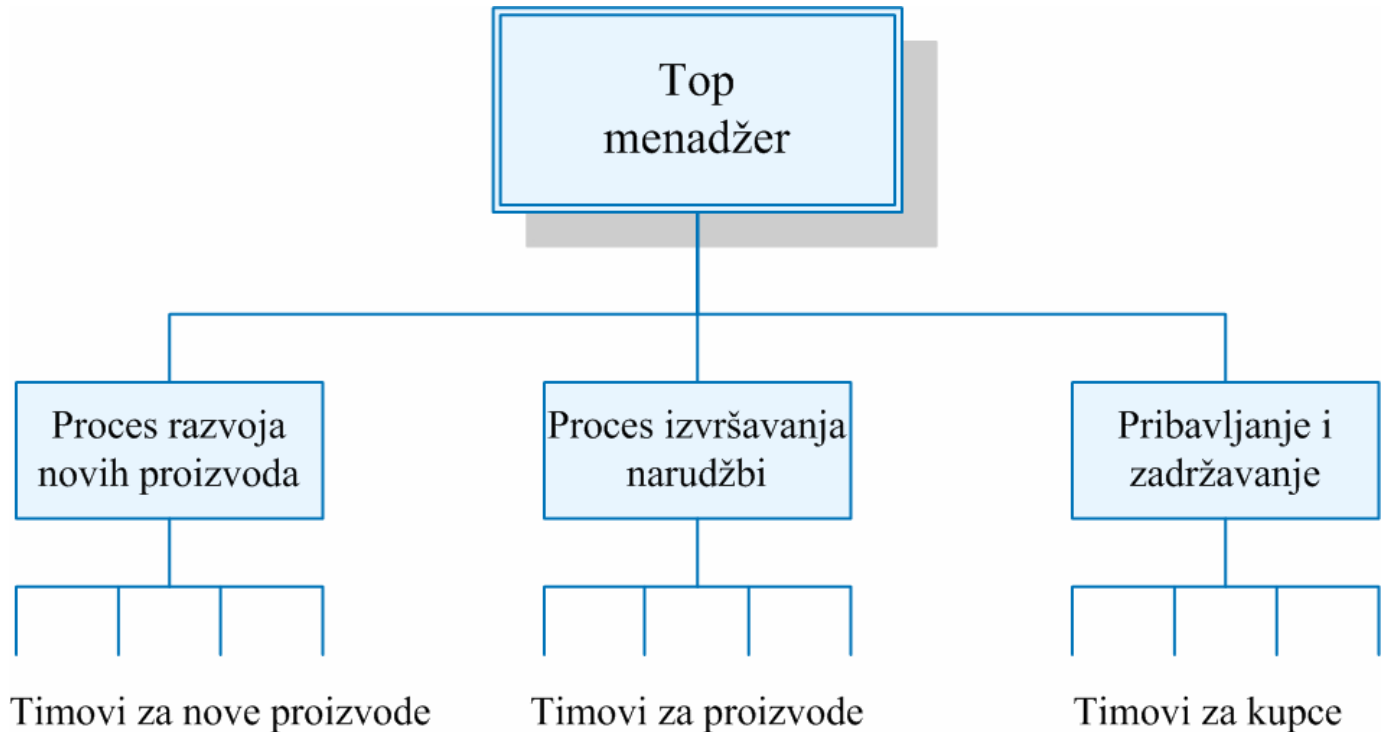 Top
menadžer
Proces razvoja
novih proizvoda
Proces izvršavanja
narudžbi
Pribavljanje i
zadržavanje
Timovi za nove proizvode
Timovi za proizvode
Timovi za kupce